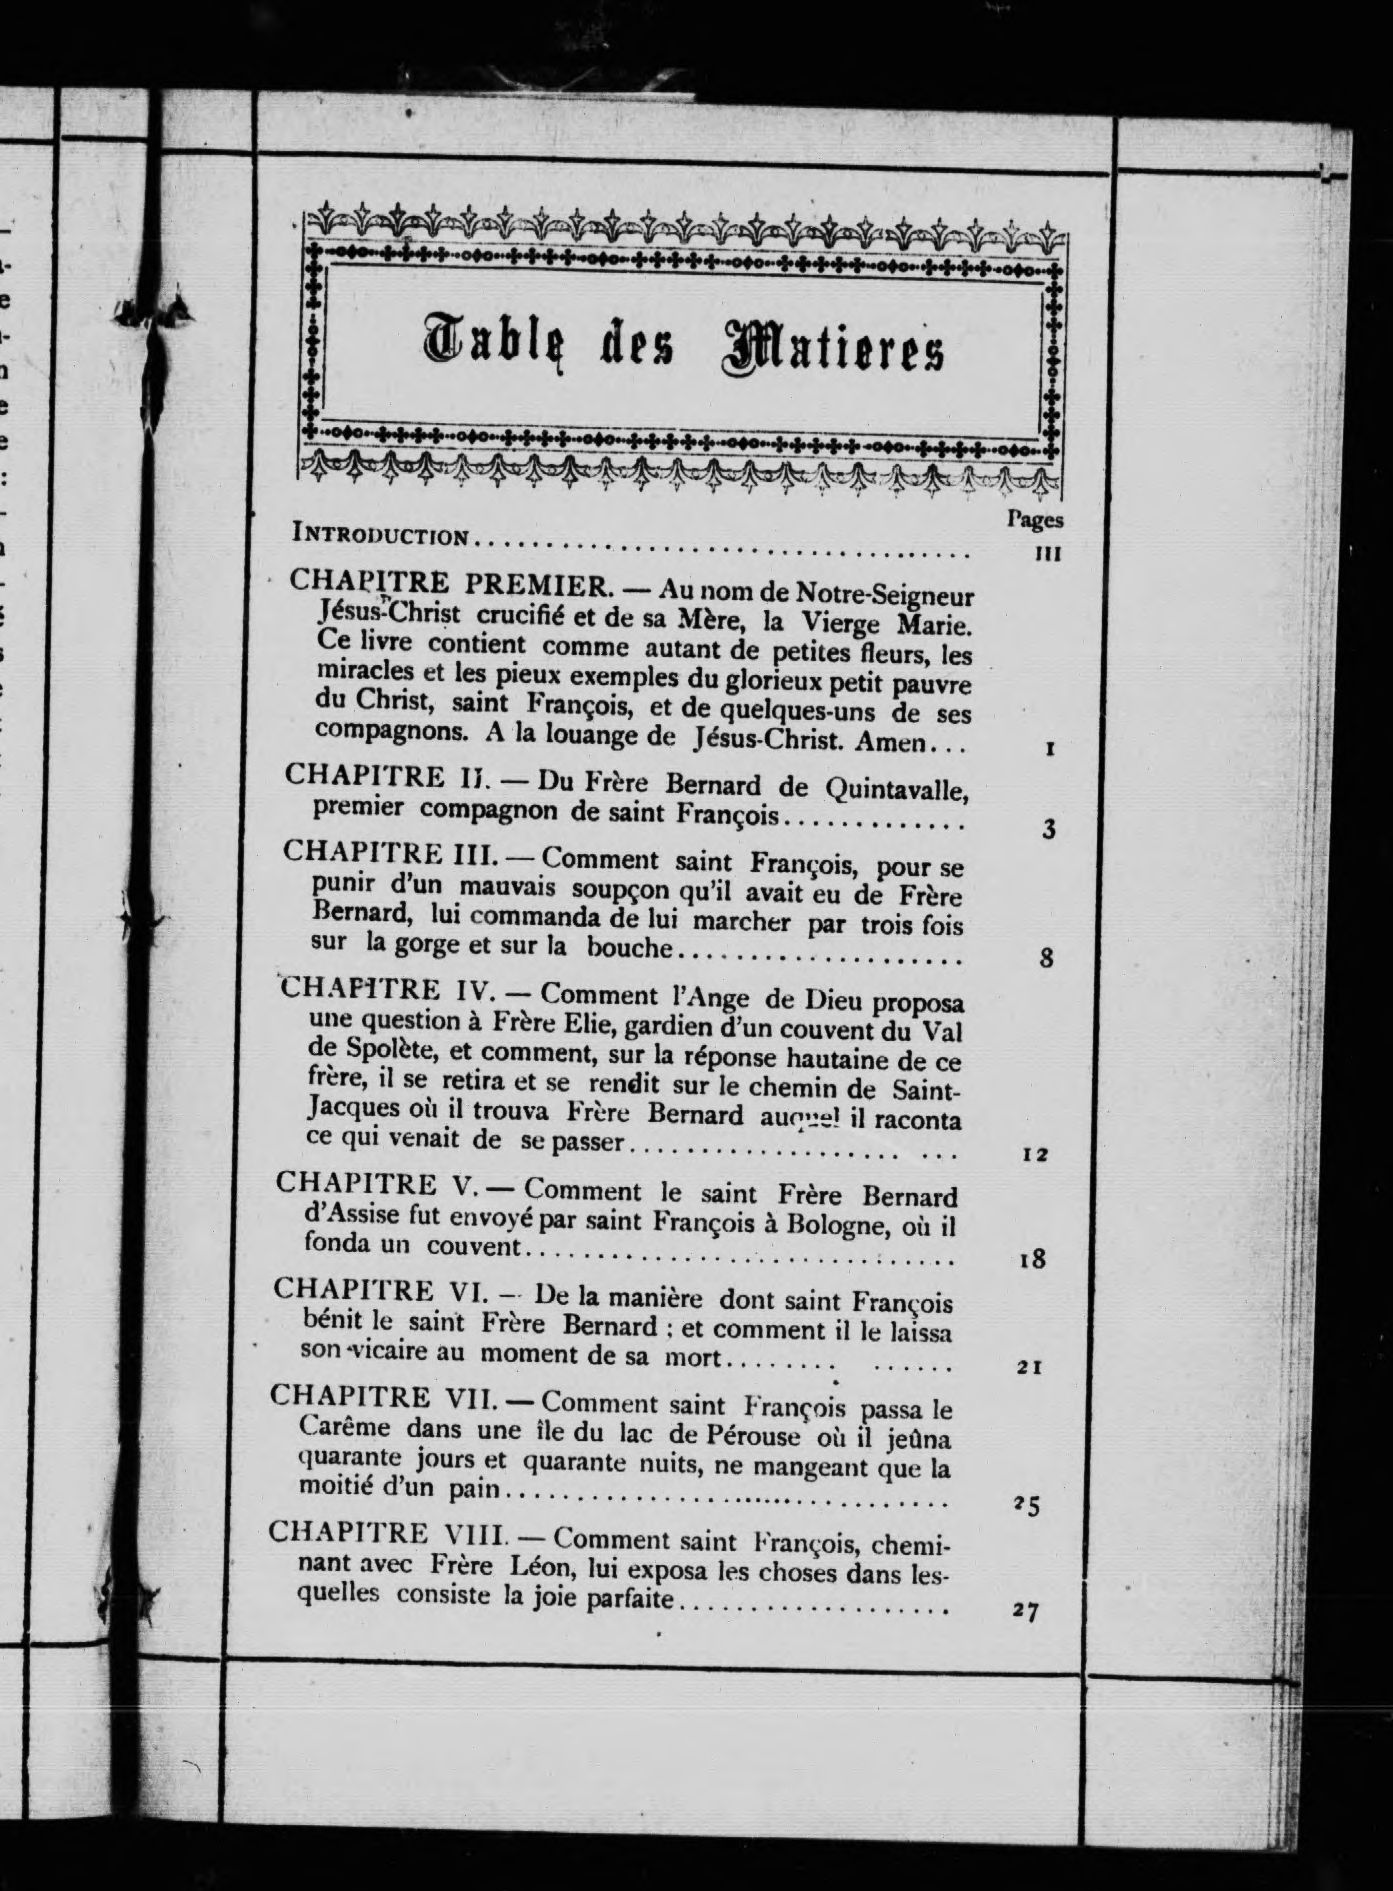 Table des Matieres
Pages
INTRODUCTION.................................. III
CHAPITRE PREMIER. — Au nom de Notre-Seigneur
Jésus-Christ crucifié et de sa Mère, la Vierge Marie.
Ce livre contient comme autant de petites fleurs, les
miracles et les pieux exemples du glorieux petit pauvre
du Christ, saint François, et de quelques-uns de ses
compagnons. A la louange de Jésus-Christ. Amen... 1
CHAPITRE II. — Du Frère Bernard de Quintavalle,
premier compagnon de saint François............. 3
CHAPITRE III. — Comment saint François, pour se
punir d'un mauvais soupçon qu'il avait eu de Frère
Bernard, lui commanda de lui marcher par trois fois
sur la gorge et sur la bouche.................... 8
CHAPITRE IV. — Comment l'Ange de Dieu proposa
une question à Frère Elie, gardien d'un couvent du Val
de Spolète, et comment, sur la réponse hautaine de ce
frère, il se retira et se rendit sur le chemin de Saint-
Jacques où il trouva Frère Bernard auquel il raconta
ce qui venait de se passer................... ... 12
CHAPITRE V. — Comment le saint Frère Bernard
d'Assise fut envoyé par saint François à Bologne, où il
fonda un couvent.............................. 18
CHAPITRE VI. — De la manière dont saint François
bénit le saint Frère Bernard ; et comment il le laissa
son vicaire au moment de sa mort........ ...... 21
CHAPITRE VII. — Comment saint François passa le
Carême dans une île du lac de Pérouse où il jeûna
quarante jours et quarante nuits, ne mangeant que la
moitié d'un pain................................ 25
CHAPITRE VIII. — Comment saint François, chemi-
nant avec Frère Léon, lui exposa les choses dans les-
quelles consiste la joie parfaite................... 27